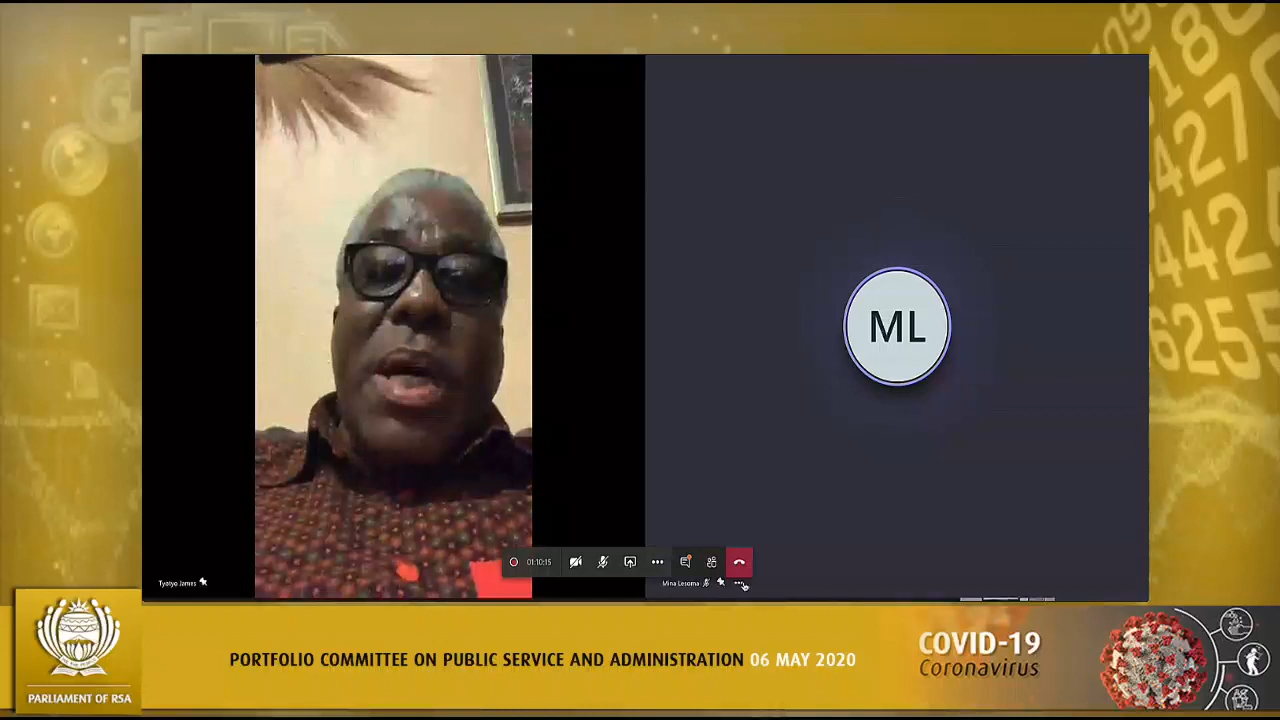 ML
01:10:15
Tyotyo James
Mina Lesoma
PORTFOLIO COMMITTEE ON PUBLIC SERVICE AND ADMINISTRATION 06 MAY 2020
COVID-19
Coronavirus
PARLIAMENT OF RSA